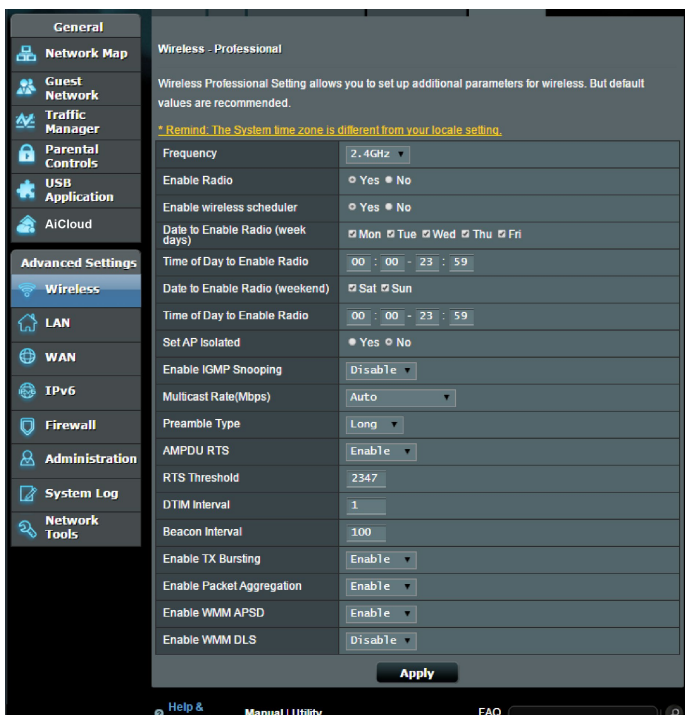 General
Network Map
Guest
Network
Traffic
Manager
Parental
Controls
USB
Application
AiCloud
Advanced Settings
Wireless
LAN
WAN
IPv6
Firewall
Administration
System Log
Network
Tools
Wireless - Professional
Wireless Professional Setting allows you to set up additional parameters for wireless. But default
values are recommended.
* Remind: The System time zone is different from your locale setting.
Frequency 2.4GHz
Enable Radio Yes No
Enable wireless scheduler Yes No
Date to Enable Radio (week
days) Mon Tue Wed Thu Fri
Time of Day to Enable Radio 00 : 00 - 23 : 59
Date to Enable Radio (weekend) Sat Sun
Time of Day to Enable Radio 00 : 00 - 23 : 59
Set AP Isolated Yes No
Enable IGMP Snooping Disable
Multicast Rate(Mbps) Auto
Preamble Type Long
AMPDU RTS Enable
RTS Threshold 2347
DTIM Interval 1
Beacon Interval 100
Enable TX Bursting Enable
Enable Packet Aggregation Enable
Enable WMM APSD Enable
Enable WMM DLS Disable
Apply
Help &
Manual | Utility FAQ